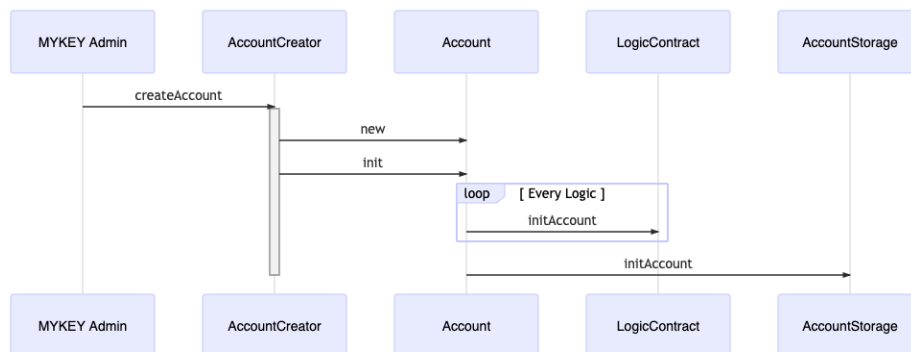 MYKEY Admin
AccountCreator
Account
LogicContract
AccountStorage
createAccount
new
init
loop
[ Every Logic ]
initAccount
initAccount
MYKEY Admin
AccountCreator
Account
LogicContract
AccountStorage